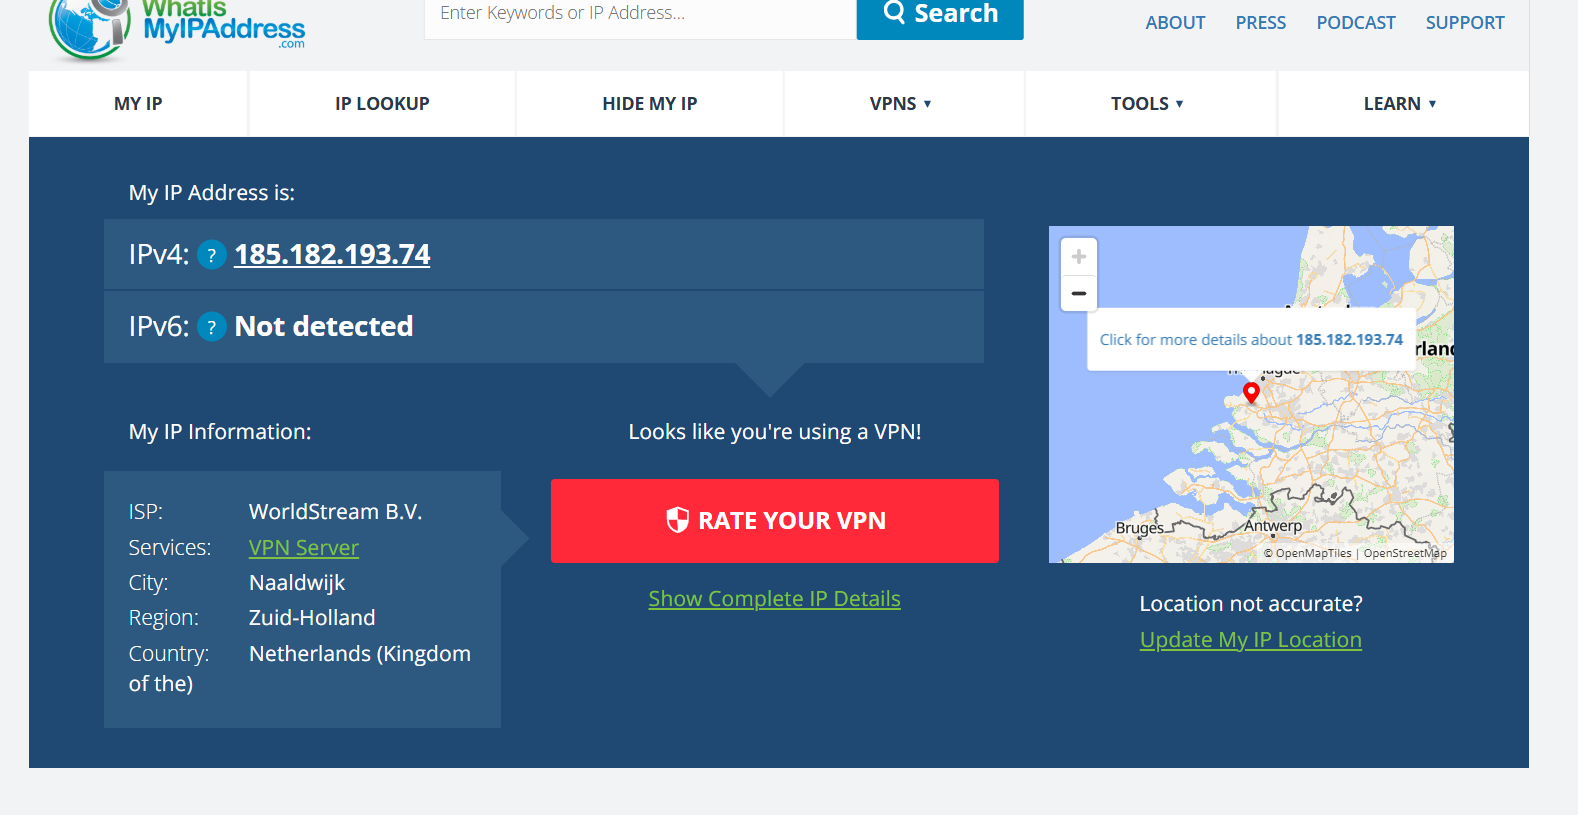 WhatIs
MyIPAddress
.com
Enter Keywords or IP Address...
Search
ABOUT PRESS PODCAST SUPPORT
MY IP IP LOOKUP HIDE MY IP VPNS ▾ TOOLS ▾ LEARN ▾
My IP Address is:
IPv4: ? 185.182.193.74
IPv6: ? Not detected
My IP Information:
ISP: WorldStream B.V.
Services: VPN Server
City: Naaldwijk
Region: Zuid-Holland
Country: Netherlands (Kingdom
of the)
Looks like you're using a VPN!
RATE YOUR VPN
Show Complete IP Details
+
−
Click for more details about 185.182.193.74
Bruges
Antwerp
© OpenMapTiles | OpenStreetMap
Location not accurate?
Update My IP Location